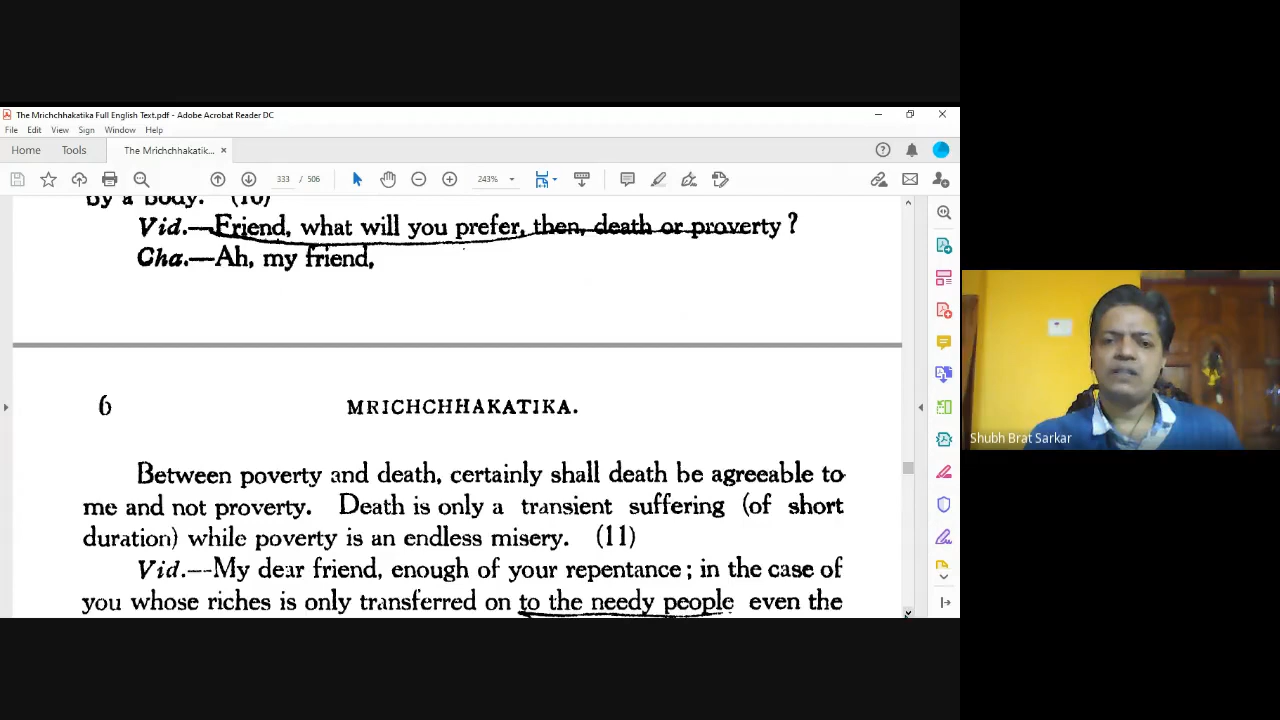 The Mrichchhakatika Full English Text.pdf - Adobe Acrobat Reader DC
File Edit View Sign Window Help
Home Tools The Mrichchhakatik... ×
333 / 506 243%
by a body. (10)
Vid.—Friend, what will you prefer, then, death or proverty ?
Cha.—Ah, my friend,
6 MRICHCHHAKATIKA.
Between poverty and death, certainly shall death be agreeable to
me and not proverty. Death is only a transient suffering (of short
duration) while poverty is an endless misery. (11)
Vid.--My dear friend, enough of your repentance ; in the case of
you whose riches is only transferred on to the needy people even the
Shubh Brat Sarkar